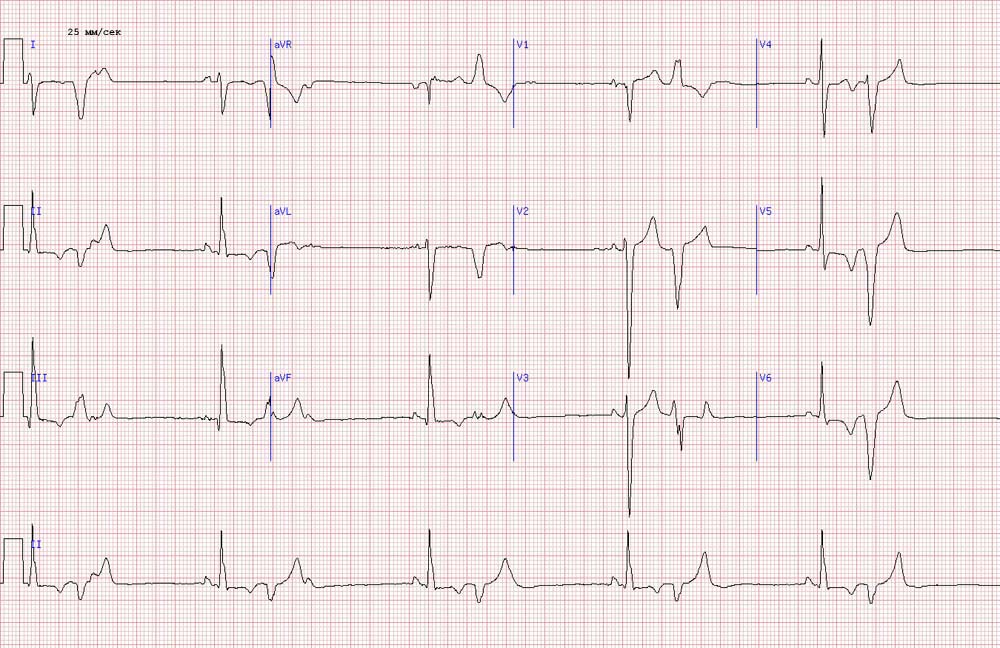 25 мм/сек
I aVR V1 V4
II aVL V2 V5
III aVF V3 V6
II